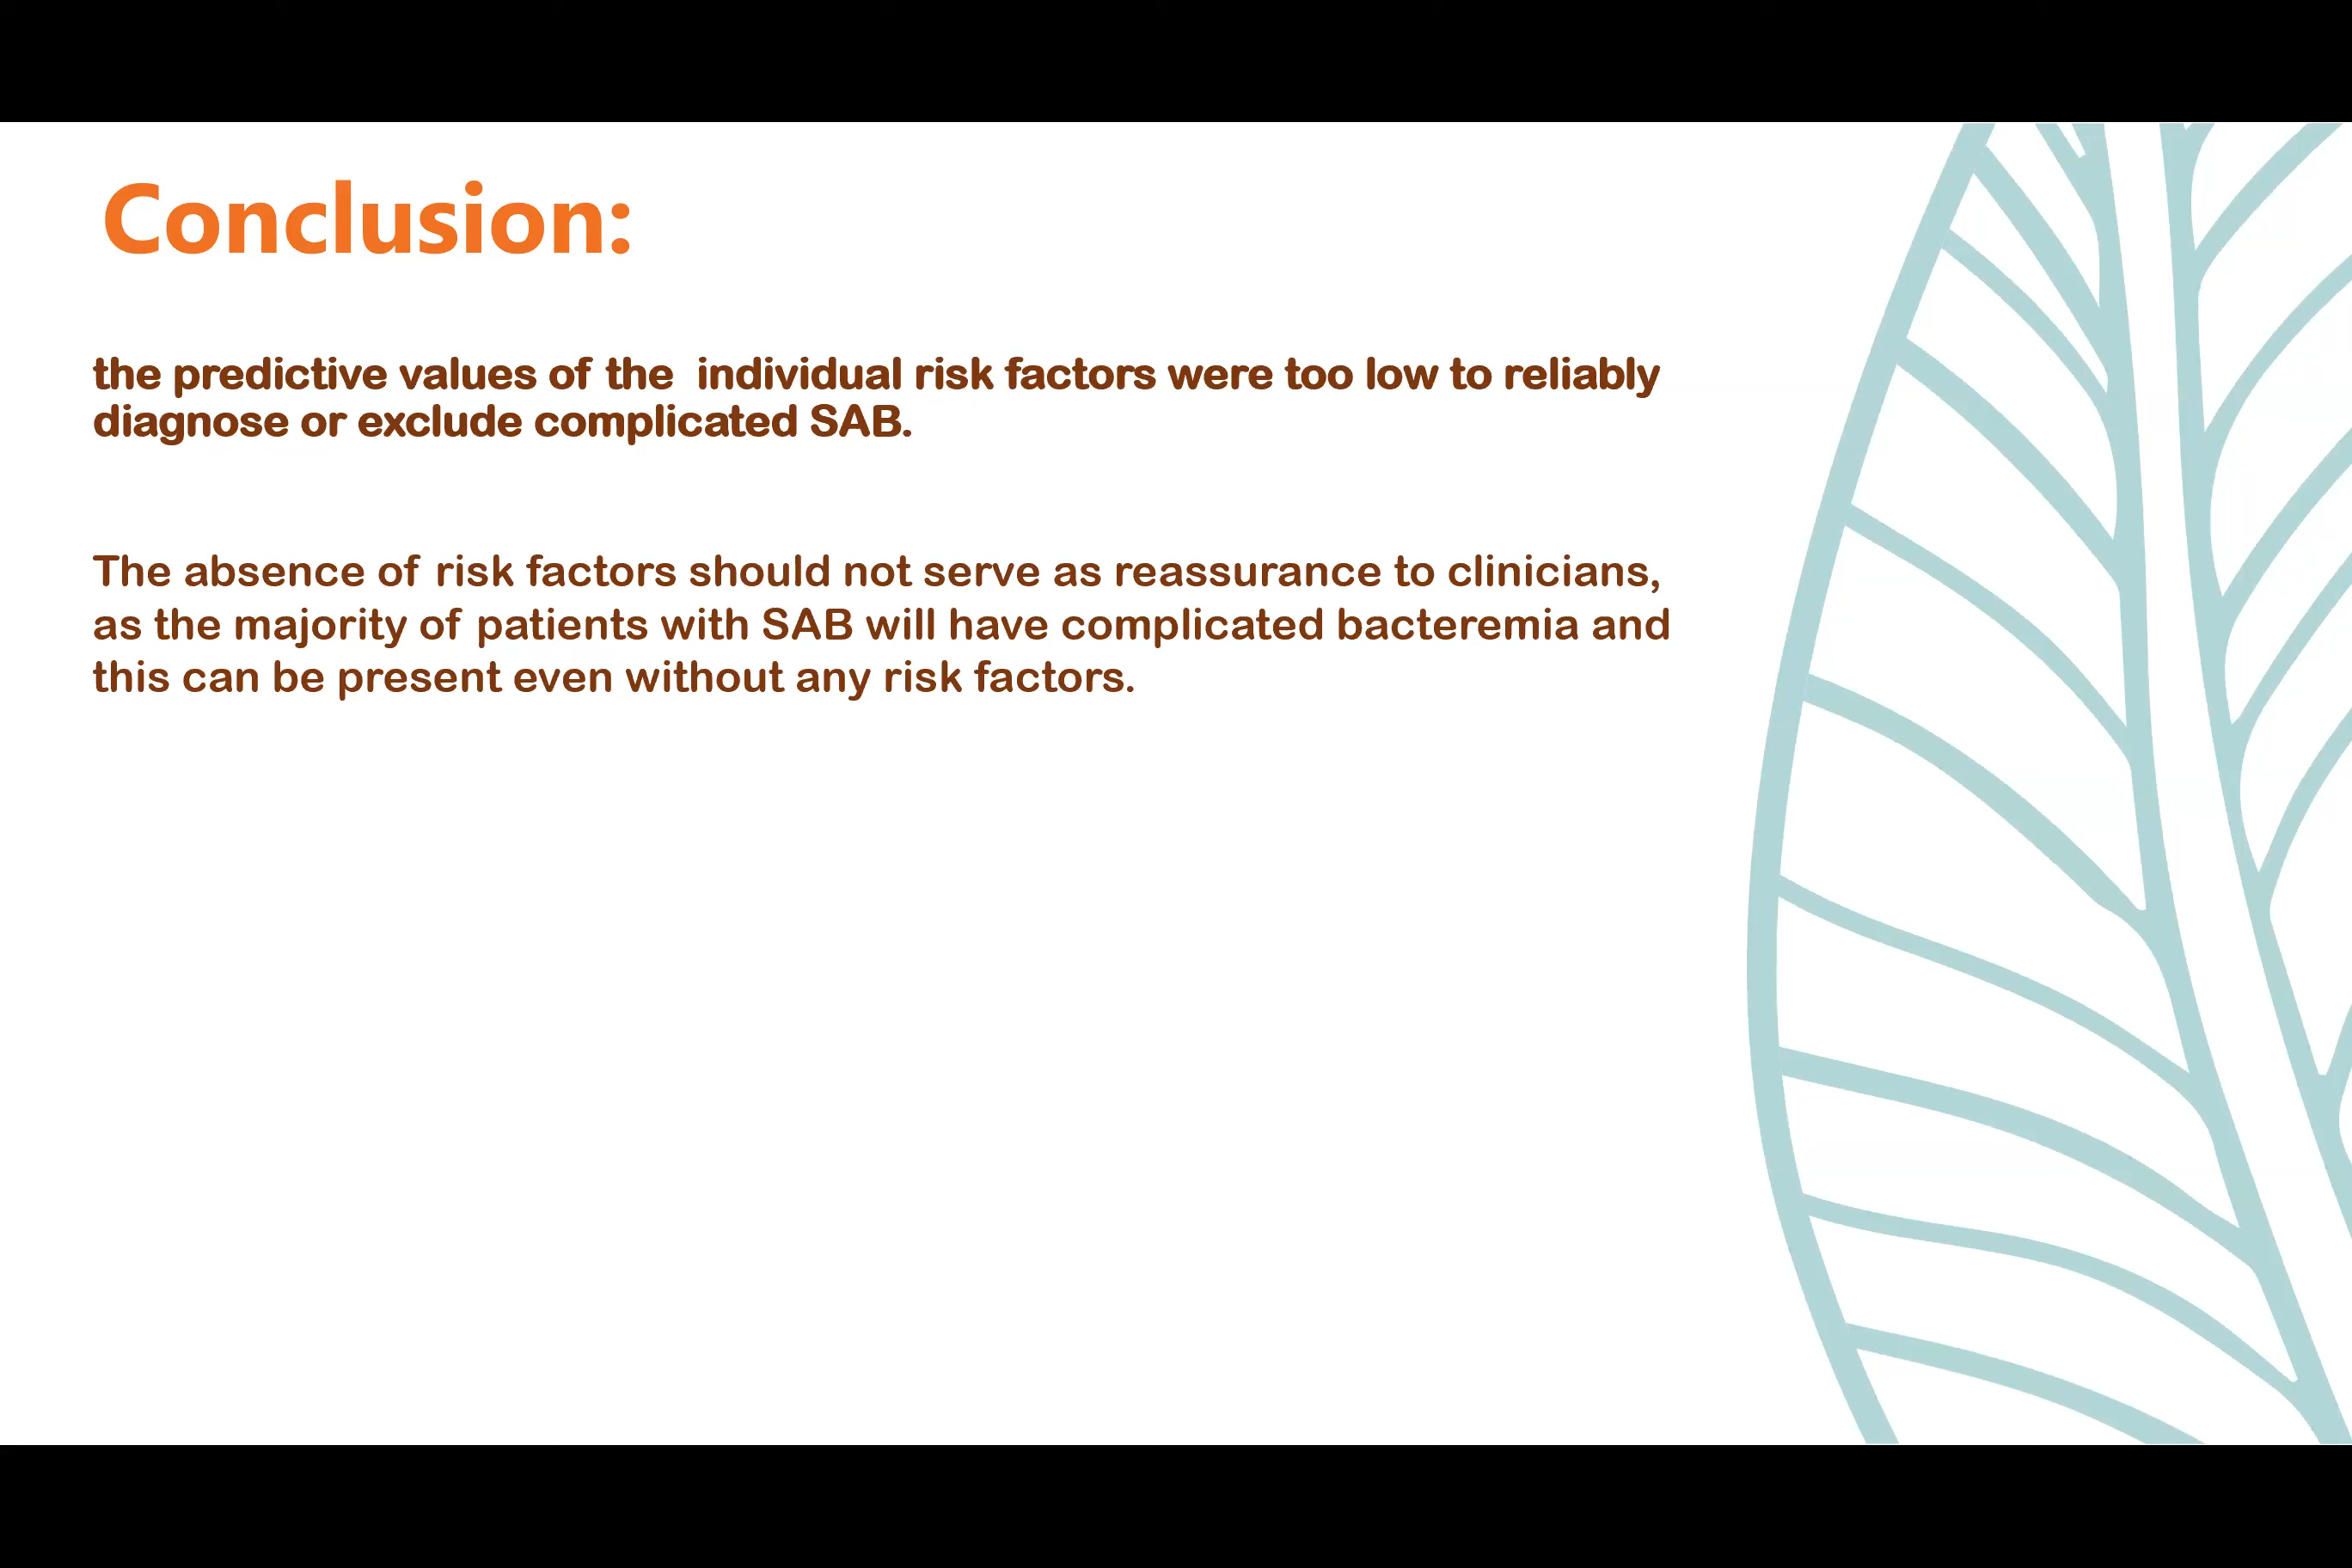 Conclusion:
the predictive values of the  individual risk factors were too low to reliably
diagnose or exclude complicated SAB.
The absence of risk factors should not serve as reassurance to clinicians,
as the majority of patients with SAB will have complicated bacteremia and
this can be present even without any risk factors.